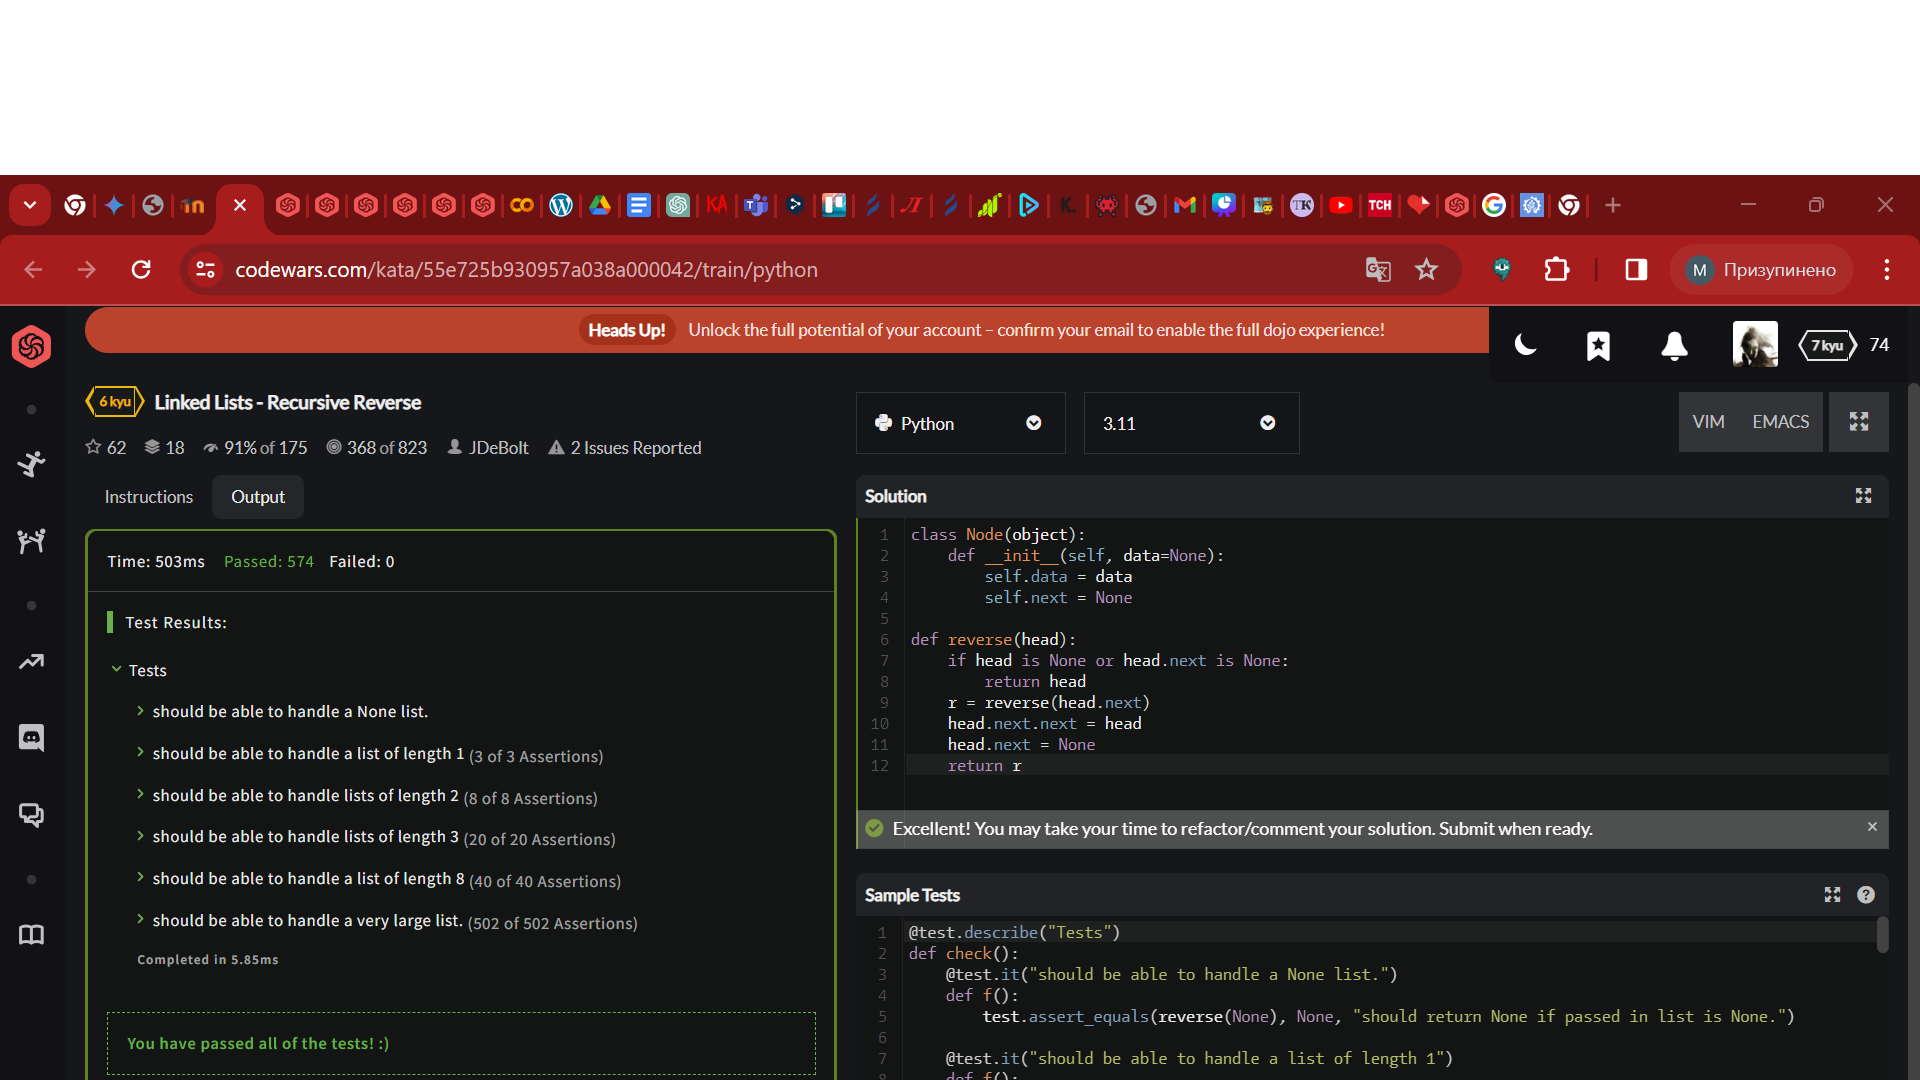 KA
TK
TCH
codewars.com/kata/55e725b930957a038a000042/train/python
M Призупинено
Heads Up! Unlock the full potential of your account – confirm your email to enable the full dojo experience!
7 kyu 74
6 kyu Linked Lists - Recursive Reverse
62 18 91% of 175 368 of 823 JDeBolt 2 Issues Reported
Python
3.11
VIM EMACS
Instructions Output
Time: 503ms Passed: 574 Failed: 0
Test Results:
Tests
should be able to handle a None list.
should be able to handle a list of length 1 (3 of 3 Assertions)
should be able to handle lists of length 2 (8 of 8 Assertions)
should be able to handle lists of length 3 (20 of 20 Assertions)
should be able to handle a list of length 8 (40 of 40 Assertions)
should be able to handle a very large list. (502 of 502 Assertions)
Completed in 5.85ms
You have passed all of the tests! :)
Solution
1 class Node(object):
2     def __init__(self, data=None):
3         self.data = data
4         self.next = None
5
6 def reverse(head):
7     if head is None or head.next is None:
8         return head
9     r = reverse(head.next)
10     head.next.next = head
11     head.next = None
12     return r
Excellent! You may take your time to refactor/comment your solution. Submit when ready.
Sample Tests
1 @test.describe("Tests")
2 def check():
3     @test.it("should be able to handle a None list.")
4     def f():
5         test.assert_equals(reverse(None), None, "should return None if passed in list is None.")
6
7     @test.it("should be able to handle a list of length 1")
8     def f():